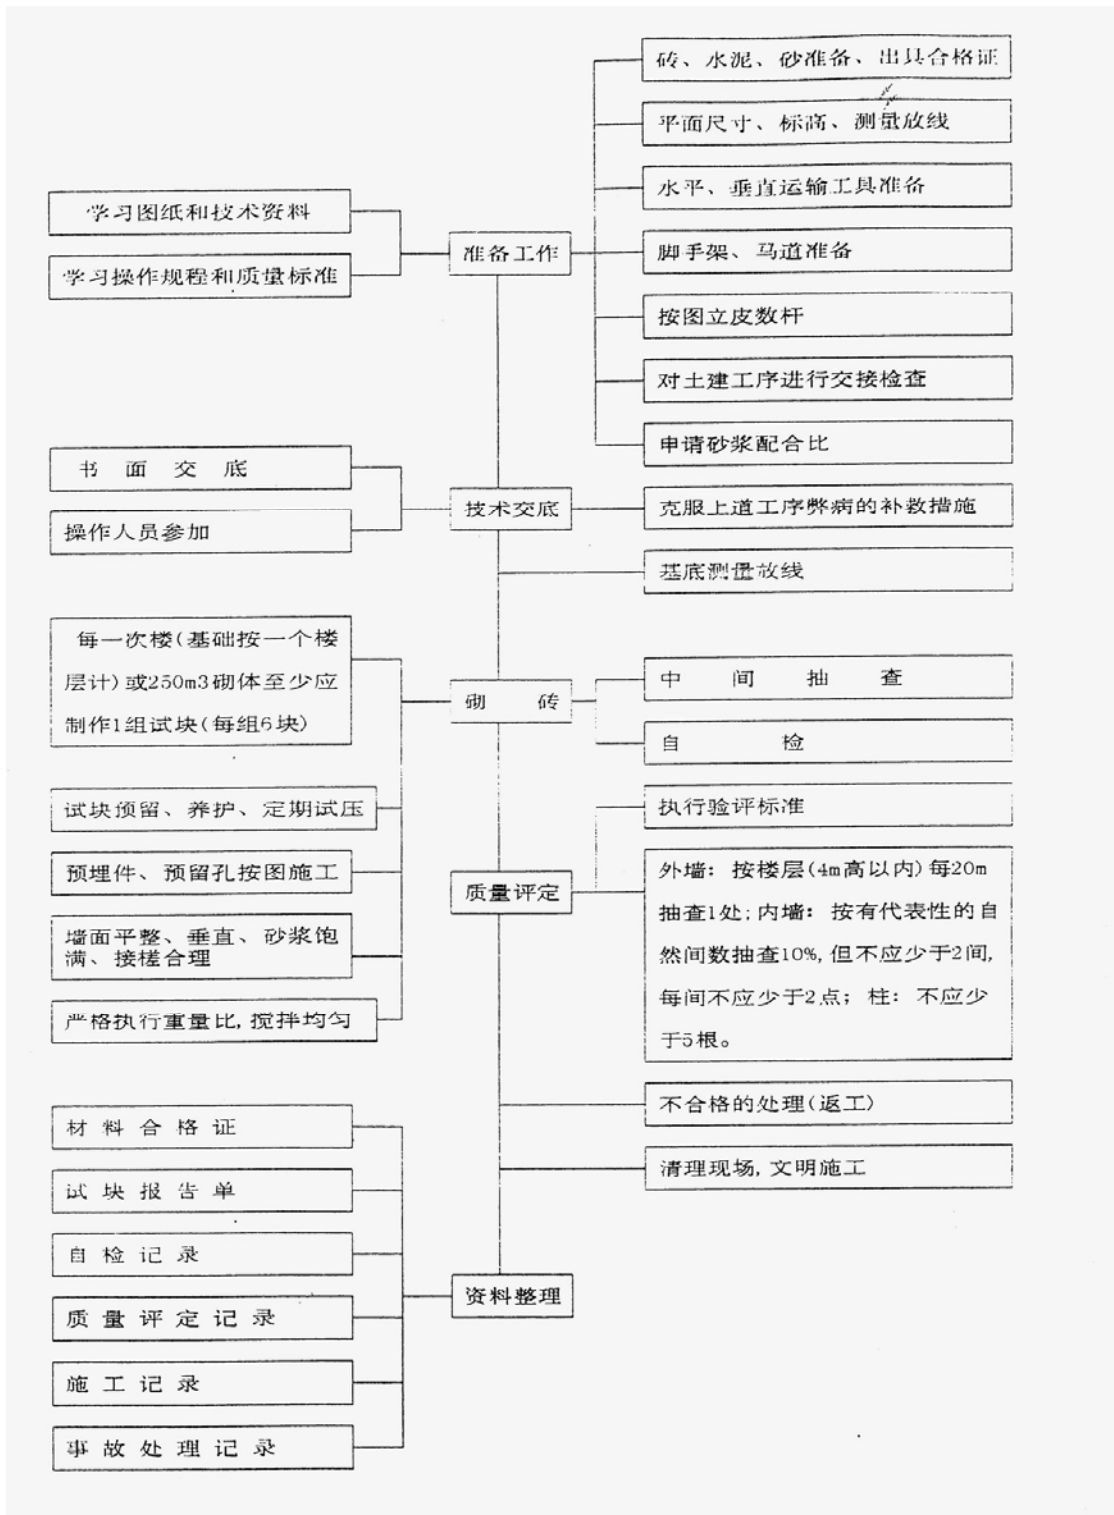 砖、水泥、砂准备、出具合格证
平面尺寸、标高、测量放线
水平、垂直运输工具准备
学习图纸和技术资料
准备工作
脚手架、马道准备
学习操作规程和质量标准
按图立皮数杆
对土建工序进行交接检查
申请砂浆配合比
书面交底
技术交底
克服上道工序弊病的补救措施
操作人员参加
基底测量放线
每一次楼(基础按一个楼
层计)或250m3砌体至少应
制作1组试块(每组6块)
砌砖
中间抽查
自检
试块预留、养护、定期试压
执行验评标准
预埋件、预留孔按图施工
质量评定
外墙: 按楼层(4m高以内)每20m
抽查1处; 内墙: 按有代表性的自
然间数抽查10%, 但不应少于2间,
每间不应少于2点; 柱: 不应少
于5根。
墙面平整、垂直、砂浆饱
满、接槎合理
严格执行重量比, 搅拌均匀
不合格的处理(返工)
材料合格证
清理现场, 文明施工
试块报告单
自检记录
资料整理
质量评定记录
施工记录
事故处理记录